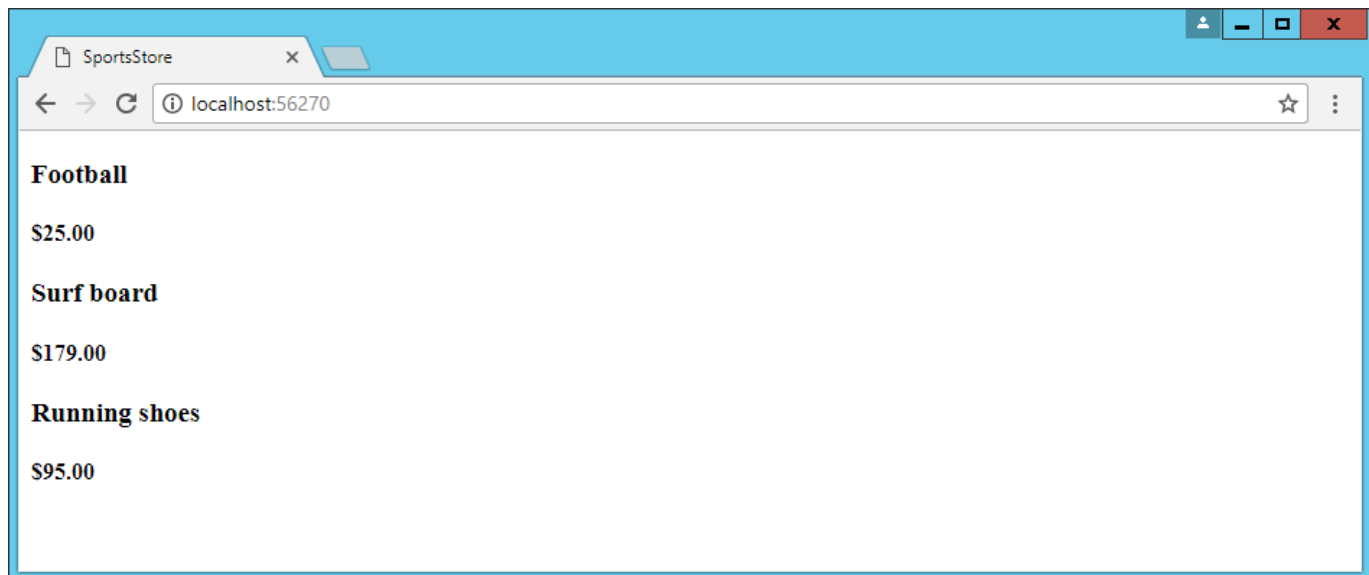 SportsStore
localhost:56270
Football
$25.00
Surf board
$179.00
Running shoes
$95.00